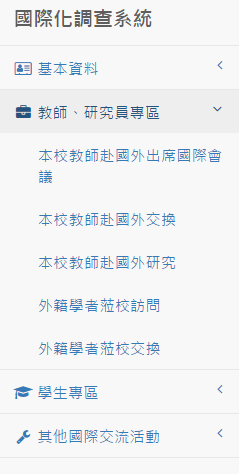 國際化調查系統
基本資料
教師、研究員專區
本校教師赴國外出席國際會
議
本校教師赴國外交換
本校教師赴國外研究
外籍學者蒞校訪問
外籍學者蒞校交換
學生專區
其他國際交流活動